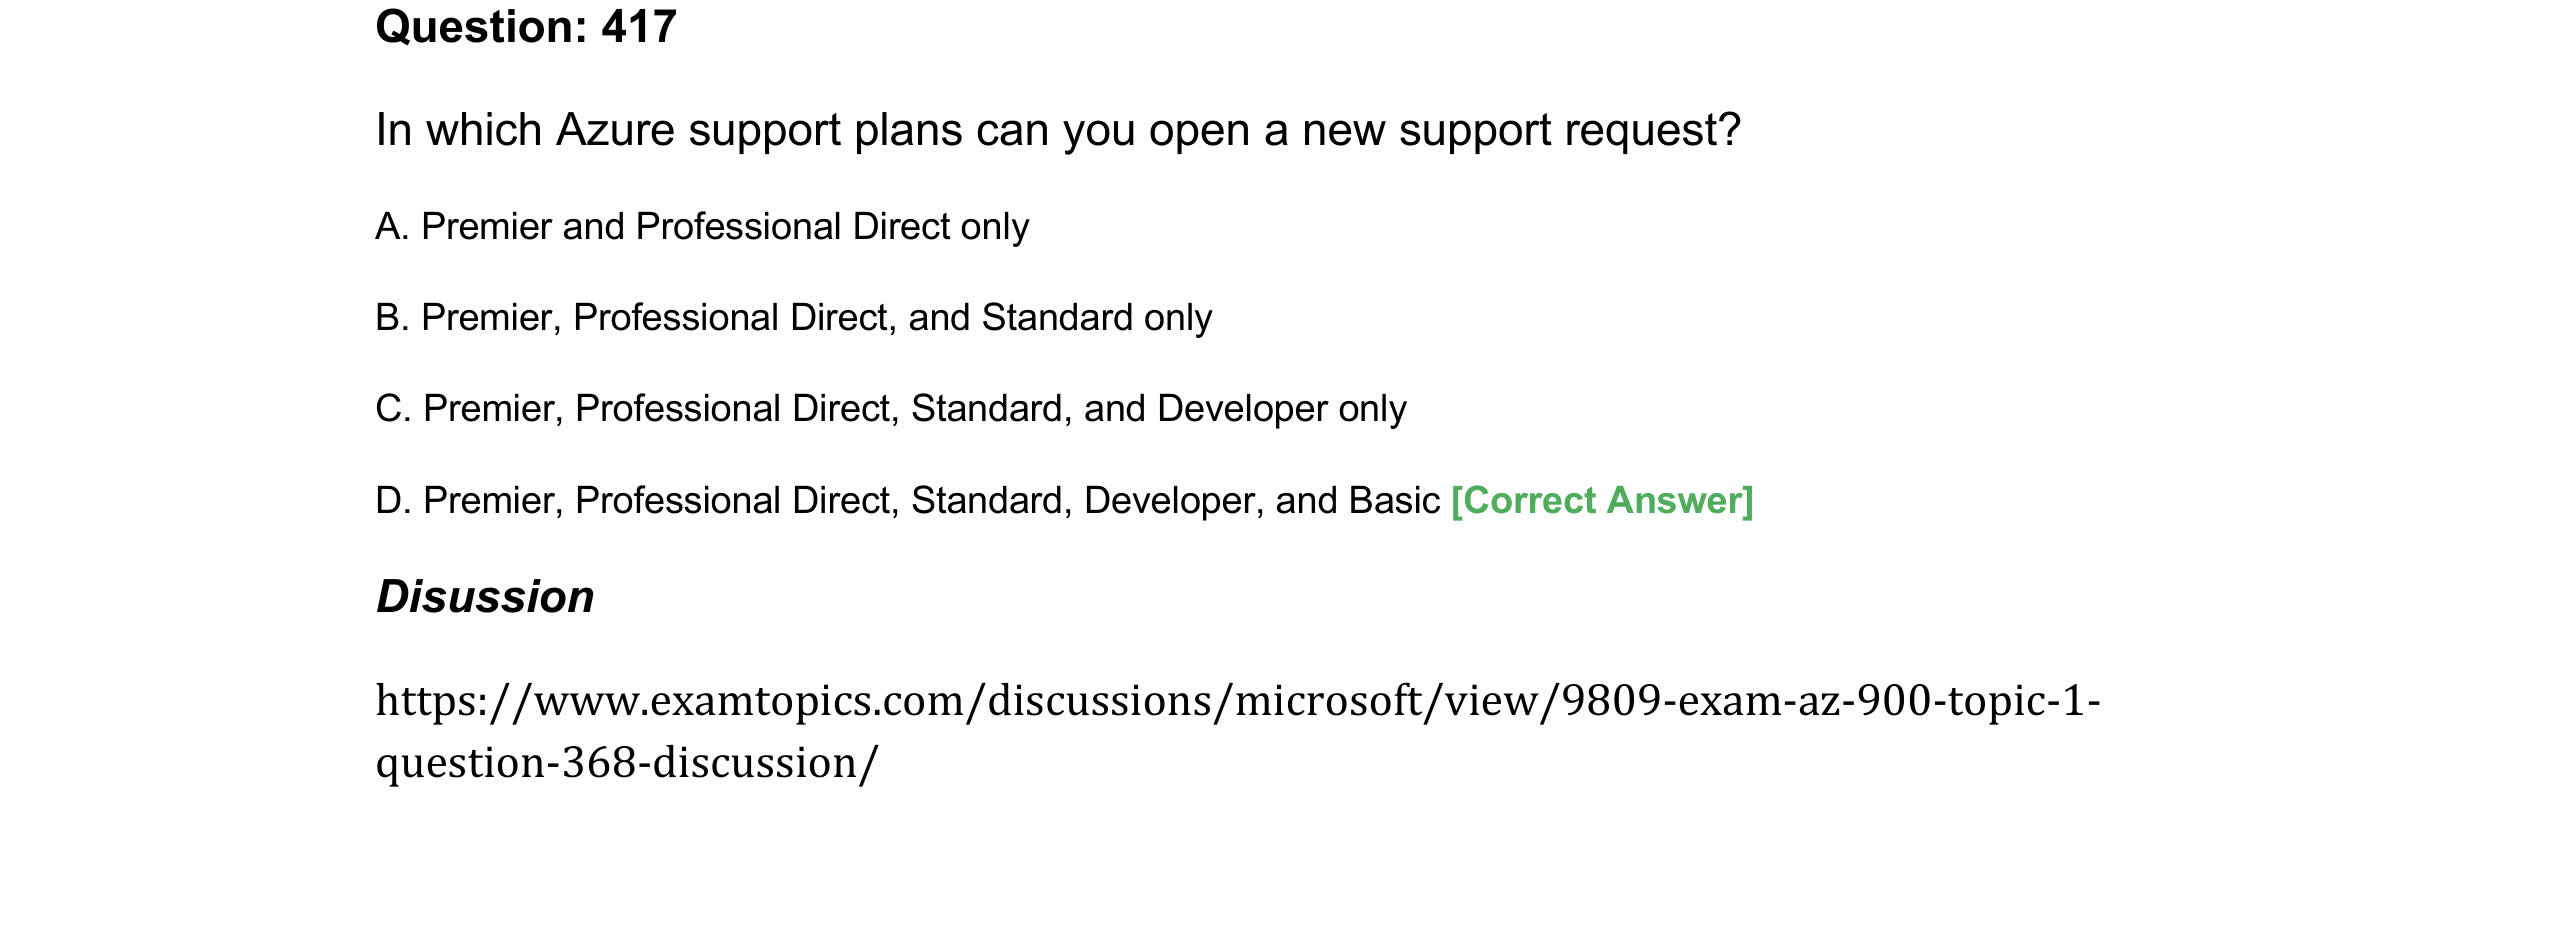 Question: 417
In which Azure support plans can you open a new support request?
A. Premier and Professional Direct only
B. Premier, Professional Direct, and Standard only
C. Premier, Professional Direct, Standard, and Developer only
D. Premier, Professional Direct, Standard, Developer, and Basic [Correct Answer]
Disussion
https://www.examtopics.com/discussions/microsoft/view/9809-exam-az-900-topic-1-
question-368-discussion/